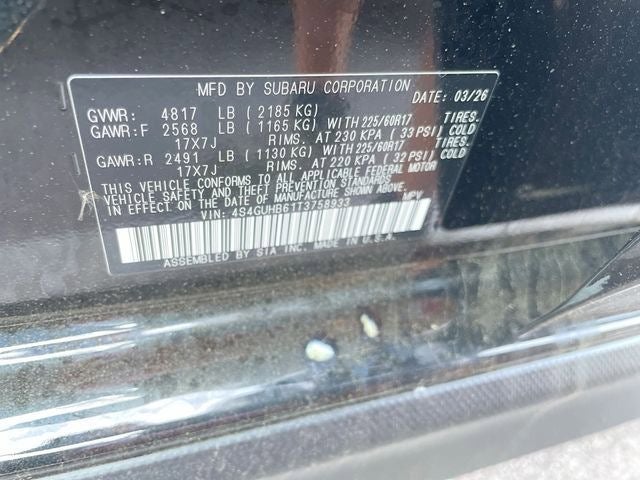 MFD BY SUBARU CORPORATION
DATE: 03/26
GVWR: 4817 LB (2185 KG)
GAWR:F 2568 LB (1165 KG) WITH 225/60R17 TIRES.
17X7J RIMS. AT 230 KPA (33 PSI) COLD
GAWR:R 2491 LB (1130 KG) WITH 225/60R17 TIRES.
17X7J RIMS. AT 220 KPA (32 PSI) COLD
THIS VEHICLE CONFORMS TO ALL APPLICABLE FEDERAL MOTOR
VEHICLE SAFETY AND THEFT PREVENTION STANDARDS
IN EFFECT ON THE DATE OF MANUFACTURE SHOWN ABOVE.
VIN: 4S4GUHB61T3758933 MPV
ASSEMBLED BY SIA INC. MADE IN U.S.A.